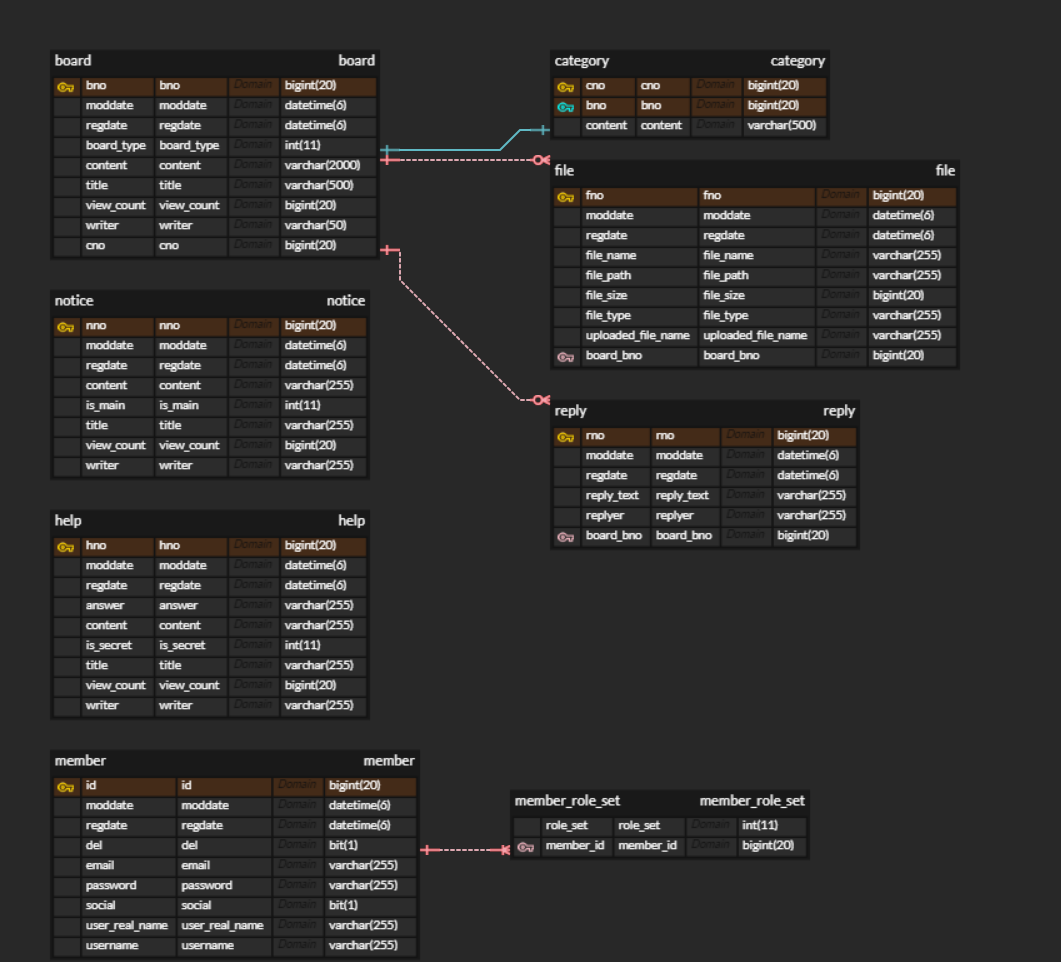 board board
bno bno Domain bigint(20)
moddate moddate Domain datetime(6)
regdate regdate Domain datetime(6)
board_type board_type Domain int(11)
content content Domain varchar(2000)
title title Domain varchar(500)
view_count view_count Domain bigint(20)
writer writer Domain varchar(50)
cno cno Domain bigint(20)
category category
cno cno Domain bigint(20)
bno bno Domain bigint(20)
content content Domain varchar(500)
file file
fno fno Domain bigint(20)
moddate moddate Domain datetime(6)
regdate regdate Domain datetime(6)
file_name file_name Domain varchar(255)
file_path file_path Domain varchar(255)
file_size file_size Domain bigint(20)
file_type file_type Domain varchar(255)
uploaded_file_name uploaded_file_name Domain varchar(255)
board_bno board_bno Domain bigint(20)
notice notice
nno nno Domain bigint(20)
moddate moddate Domain datetime(6)
regdate regdate Domain datetime(6)
content content Domain varchar(255)
is_main is_main Domain int(11)
title title Domain varchar(255)
view_count view_count Domain bigint(20)
writer writer Domain varchar(255)
reply reply
rno rno Domain bigint(20)
moddate moddate Domain datetime(6)
regdate regdate Domain datetime(6)
reply_text reply_text Domain varchar(255)
replyer replyer Domain varchar(255)
board_bno board_bno Domain bigint(20)
help help
hno hno Domain bigint(20)
moddate moddate Domain datetime(6)
regdate regdate Domain datetime(6)
answer answer Domain varchar(255)
content content Domain varchar(255)
is_secret is_secret Domain int(11)
title title Domain varchar(255)
view_count view_count Domain bigint(20)
writer writer Domain varchar(255)
member member
id id Domain bigint(20)
moddate moddate Domain datetime(6)
regdate regdate Domain datetime(6)
del del Domain bit(1)
email email Domain varchar(255)
password password Domain varchar(255)
social social Domain bit(1)
user_real_name user_real_name Domain varchar(255)
username username Domain varchar(255)
member_role_set member_role_set
role_set role_set Domain int(11)
member_id member_id Domain bigint(20)